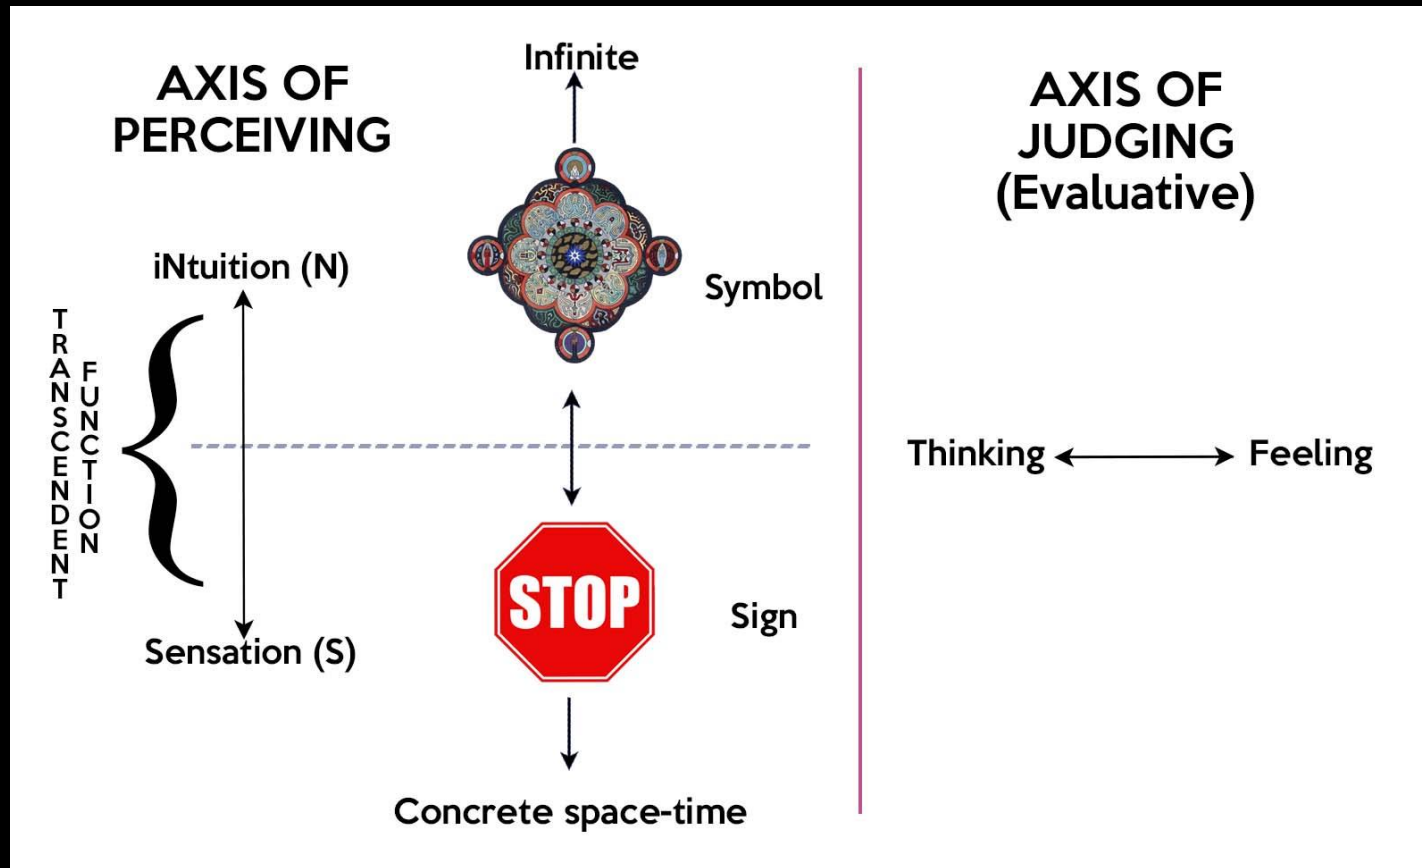 AXIS OF
PERCEIVING
Infinite
iNtuition (N)
Symbol
TRANSCENDENT
FUNCTION
STOP
Sign
Sensation (S)
Concrete space-time
AXIS OF
JUDGING
(Evaluative)
Thinking
Feeling